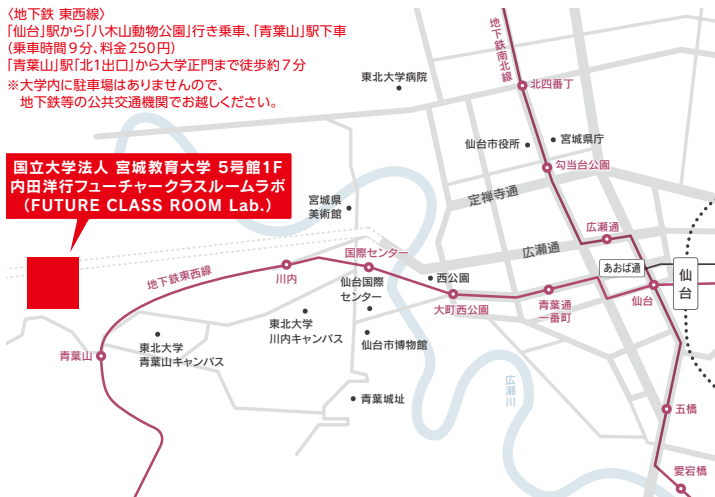 〈地下鉄 東西線〉
「仙台」駅から「八木山動物公園」行き乗車、「青葉山」駅下車
(乗車時間9分、料金250円)
「青葉山」駅「北1出口」から大学正門まで徒歩約7分
※大学内に駐車場はありませんので、
地下鉄等の公共交通機関でお越しください。
国立大学法人 宮城教育大学 5号館1F
内田洋行フューチャークラスルームラボ
(FUTURE CLASS ROOM Lab.)
地下鉄南北線
東北大学病院
北四番丁
仙台市役所
宮城県庁
勾当台公園
定禅寺通
宮城県
美術館
広瀬通
広瀬通
国際センター
あおば通
仙台
地下鉄東西線
川内
仙台国際
センター
西公園
大町西公園
青葉通
一番町
仙台
東北大学
川内キャンパス
仙台市博物館
青葉山
東北大学
青葉山キャンパス
青葉城址
広瀬川
五橋
愛宕橋